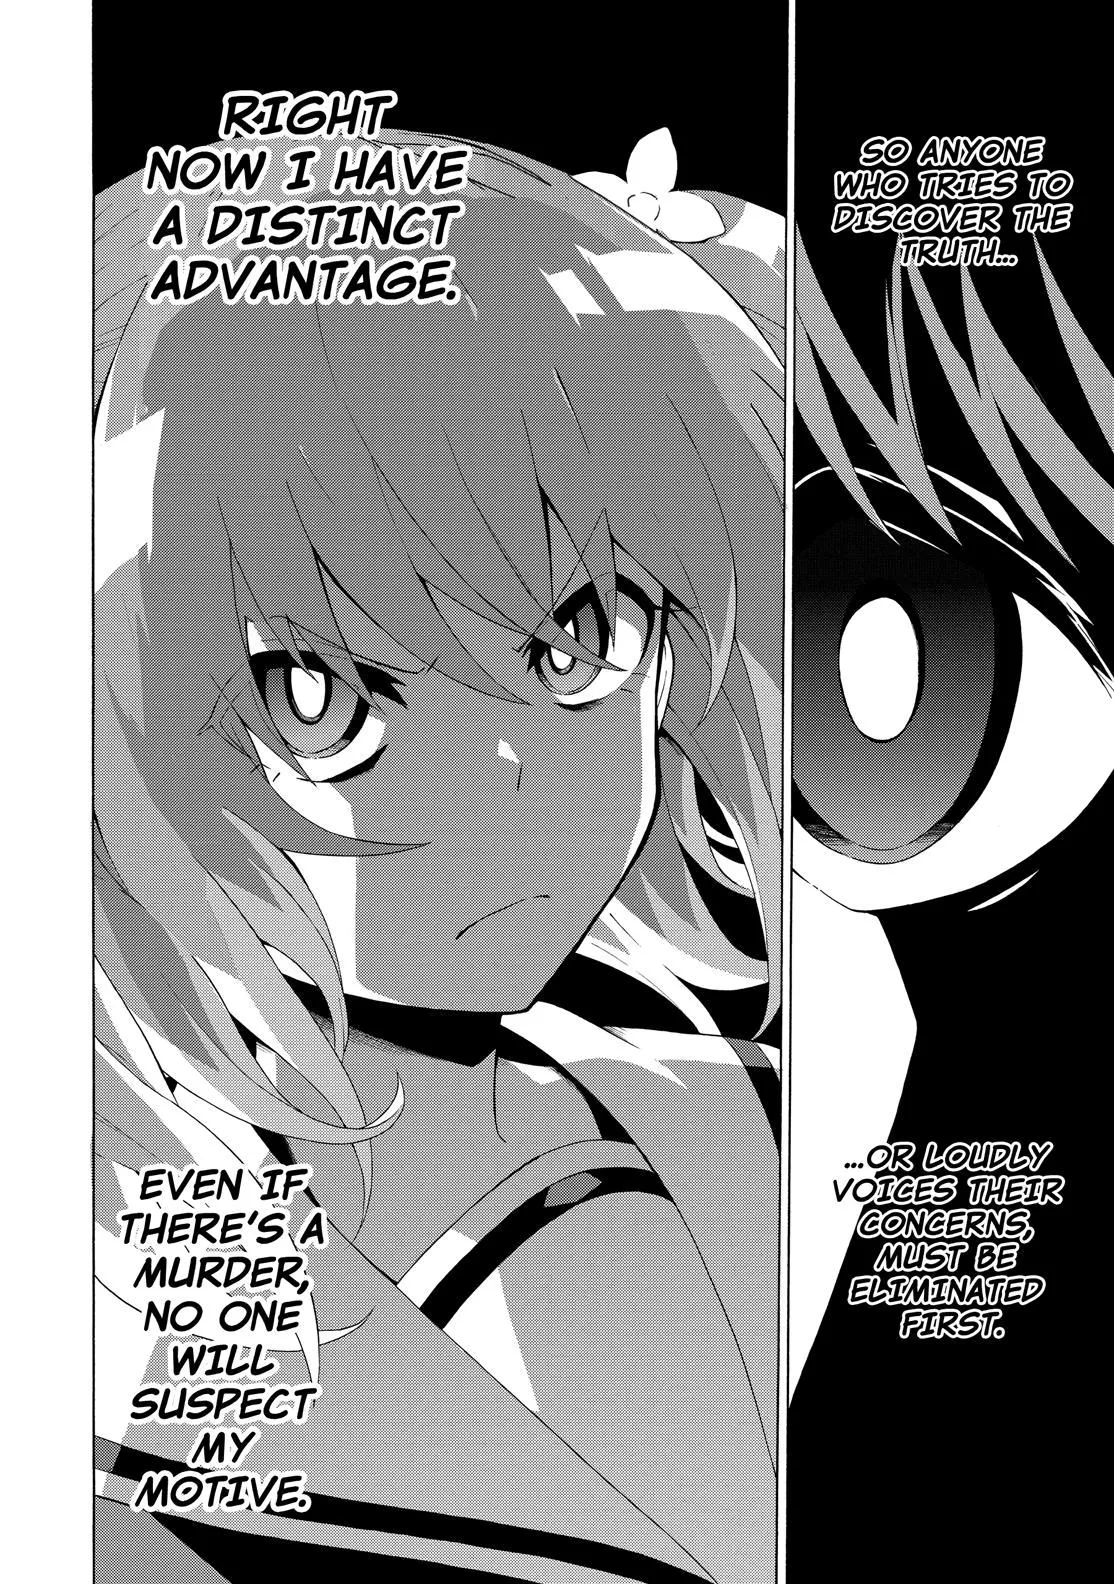 SO ANYONE
WHO TRIES TO
DISCOVER THE
TRUTH...
...OR LOUDLY
VOICES THEIR
CONCERNS,
MUST BE
ELIMINATED
FIRST.
RIGHT
NOW I HAVE
A DISTINCT
ADVANTAGE.
EVEN IF
THERE'S A
MURDER,
NO ONE
WILL
SUSPECT
MY
MOTIVE.